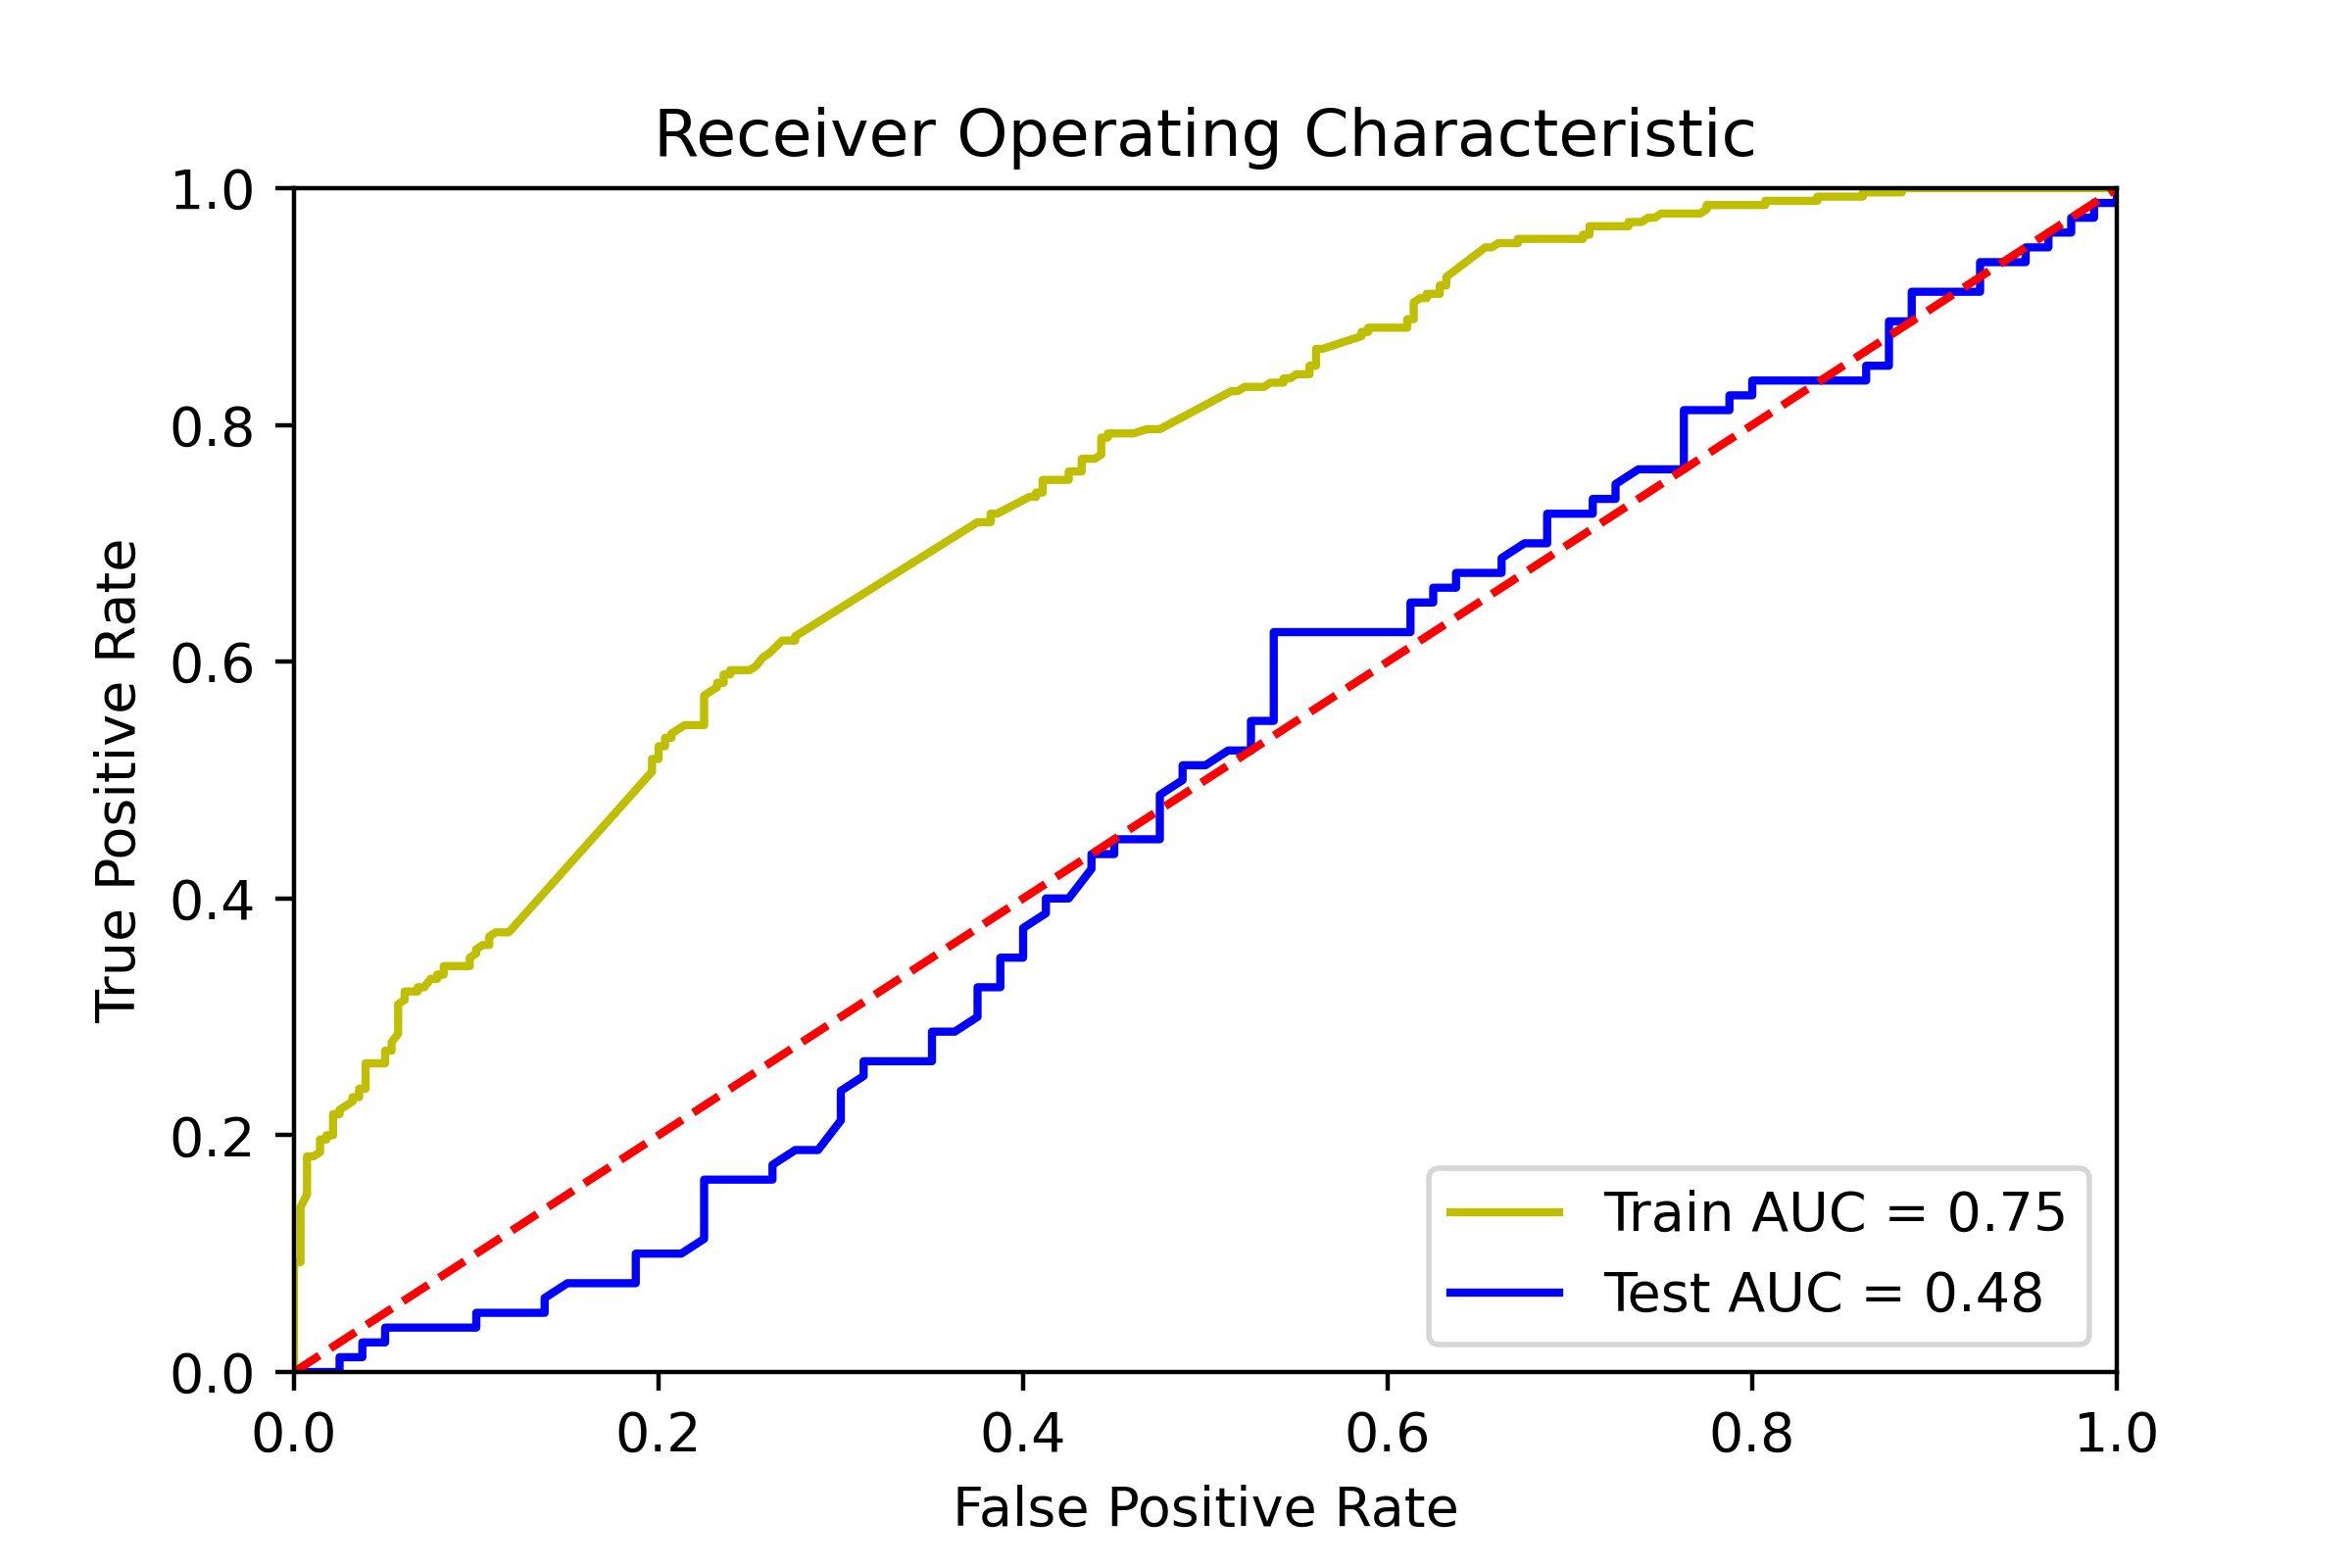 Receiver Operating Characteristic
1.0
0.8
0.6
0.4
0.2
0.0
True Positive Rate
Train AUC = 0.75
Test AUC = 0.48
0.0 0.2 0.4 0.6 0.8 1.0
False Positive Rate